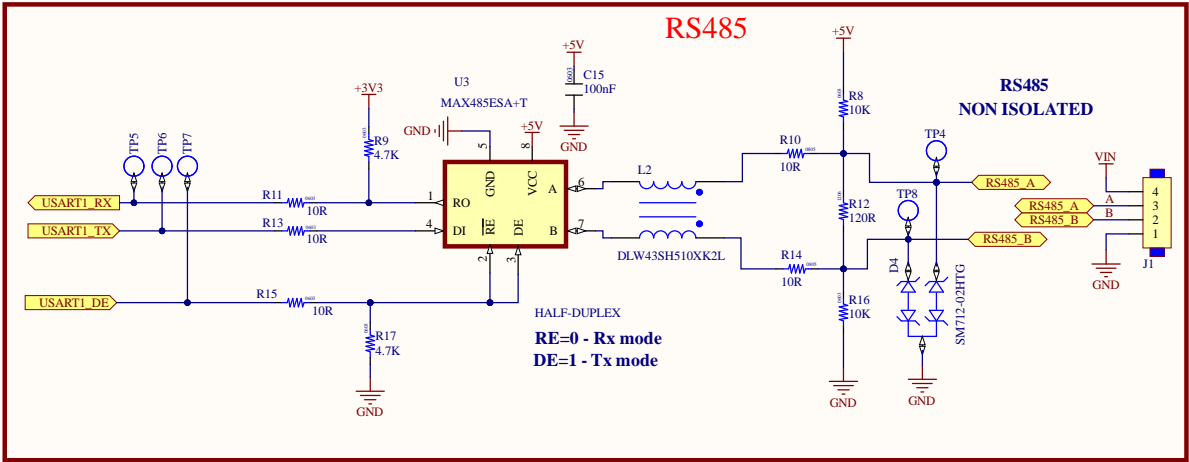 RS485
+5V
C15
100nF
0603
GND
+5V
R8
10K
RS485
NON ISOLATED
U3
MAX485ESA+T
+3V3
R9
4.7K
GND
+5V
5
8
GND
VCC
TP5
TP6
TP7
USART1_RX
R11
10R
1
RO
A
6
L2
R10
10R
TP4
RS485_A
USART1_TX
R13
10R
4
DI
RE
DE
B
7
2
3
DLW43SH510XK2L
R12
120R
R14
10R
TP8
RS485_B
VIN
RS485_A
A
RS485_B
B
4
3
2
1
GND
J1
USART1_DE
R15
10R
R17
4.7K
GND
HALF-DUPLEX
RE=0 - Rx mode
DE=1 - Tx mode
R16
10K
GND
D4
SM712-02HTG
GND